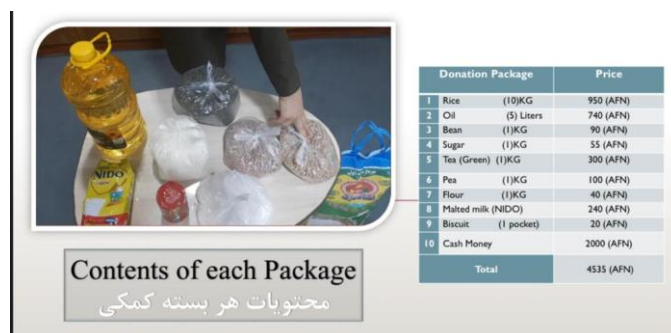 NIDO
Donation Package Price
1 Rice (10)KG 950 (AFN)
2 Oil (5) Liters 740 (AFN)
3 Bean (1)KG 90 (AFN)
4 Sugar (1)KG 55 (AFN)
5 Tea (Green) (1)KG 300 (AFN)
6 Pea (1)KG 100 (AFN)
7 Flour (1)KG 40 (AFN)
8 Malted milk (NIDO) 240 (AFN)
9 Biscuit (1 pocket) 20 (AFN)
10 Cash Money 2000 (AFN)
Total 4535 (AFN)
Contents of each Package
محتویات هر بسته کمکی